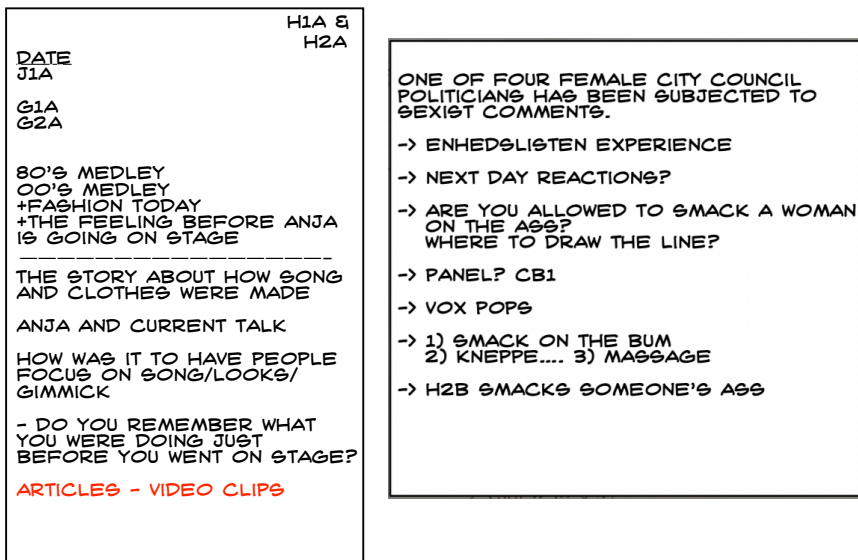 H1A &
H2A
DATE
J1A
G1A
G2A
80'S MEDLEY
00'S MEDLEY
+FASHION TODAY
+THE FEELING BEFORE ANJA
IS GOING ON STAGE
—————————————————-
THE STORY ABOUT HOW SONG
AND CLOTHES WERE MADE
ANJA AND CURRENT TALK
HOW WAS IT TO HAVE PEOPLE
FOCUS ON SONG/LOOKS/
GIMMICK
- DO YOU REMEMBER WHAT
YOU WERE DOING JUST
BEFORE YOU WENT ON STAGE?
ARTICLES - VIDEO CLIPS
ONE OF FOUR FEMALE CITY COUNCIL
POLITICIANS HAS BEEN SUBJECTED TO
SEXIST COMMENTS.
-> ENHEDSLISTEN EXPERIENCE
-> NEXT DAY REACTIONS?
-> ARE YOU ALLOWED TO SMACK A WOMAN
ON THE ASS?
WHERE TO DRAW THE LINE?
-> PANEL? CB1
-> VOX POPS
-> 1) SMACK ON THE BUM
2) KNEPPE.... 3) MASSAGE
-> H2B SMACKS SOMEONE'S ASS